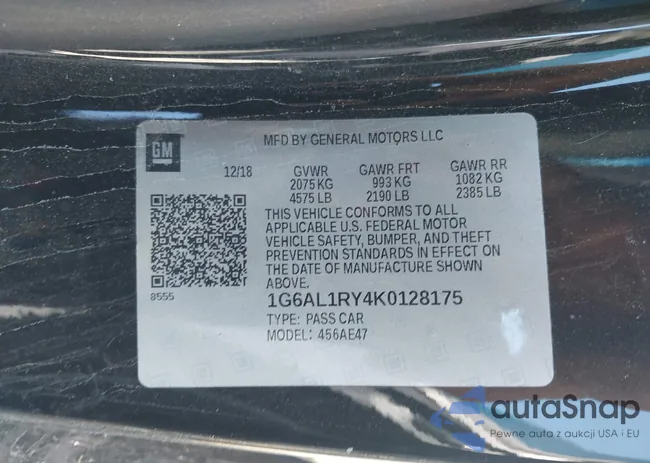 GM
MFD BY GENERAL MOTORS LLC
12/18 GVWR GAWR FRT GAWR RR
2075 KG 993 KG 1082 KG
4575 LB 2190 LB 2385 LB
THIS VEHICLE CONFORMS TO ALL
APPLICABLE U.S. FEDERAL MOTOR
VEHICLE SAFETY, BUMPER, AND THEFT
PREVENTION STANDARDS IN EFFECT ON
THE DATE OF MANUFACTURE SHOWN
ABOVE.
8555
1G6AL1RY4K0128175
TYPE: PASS CAR
MODEL: 456AE47
autaSnap
Pewne auta z aukcji USA i EU